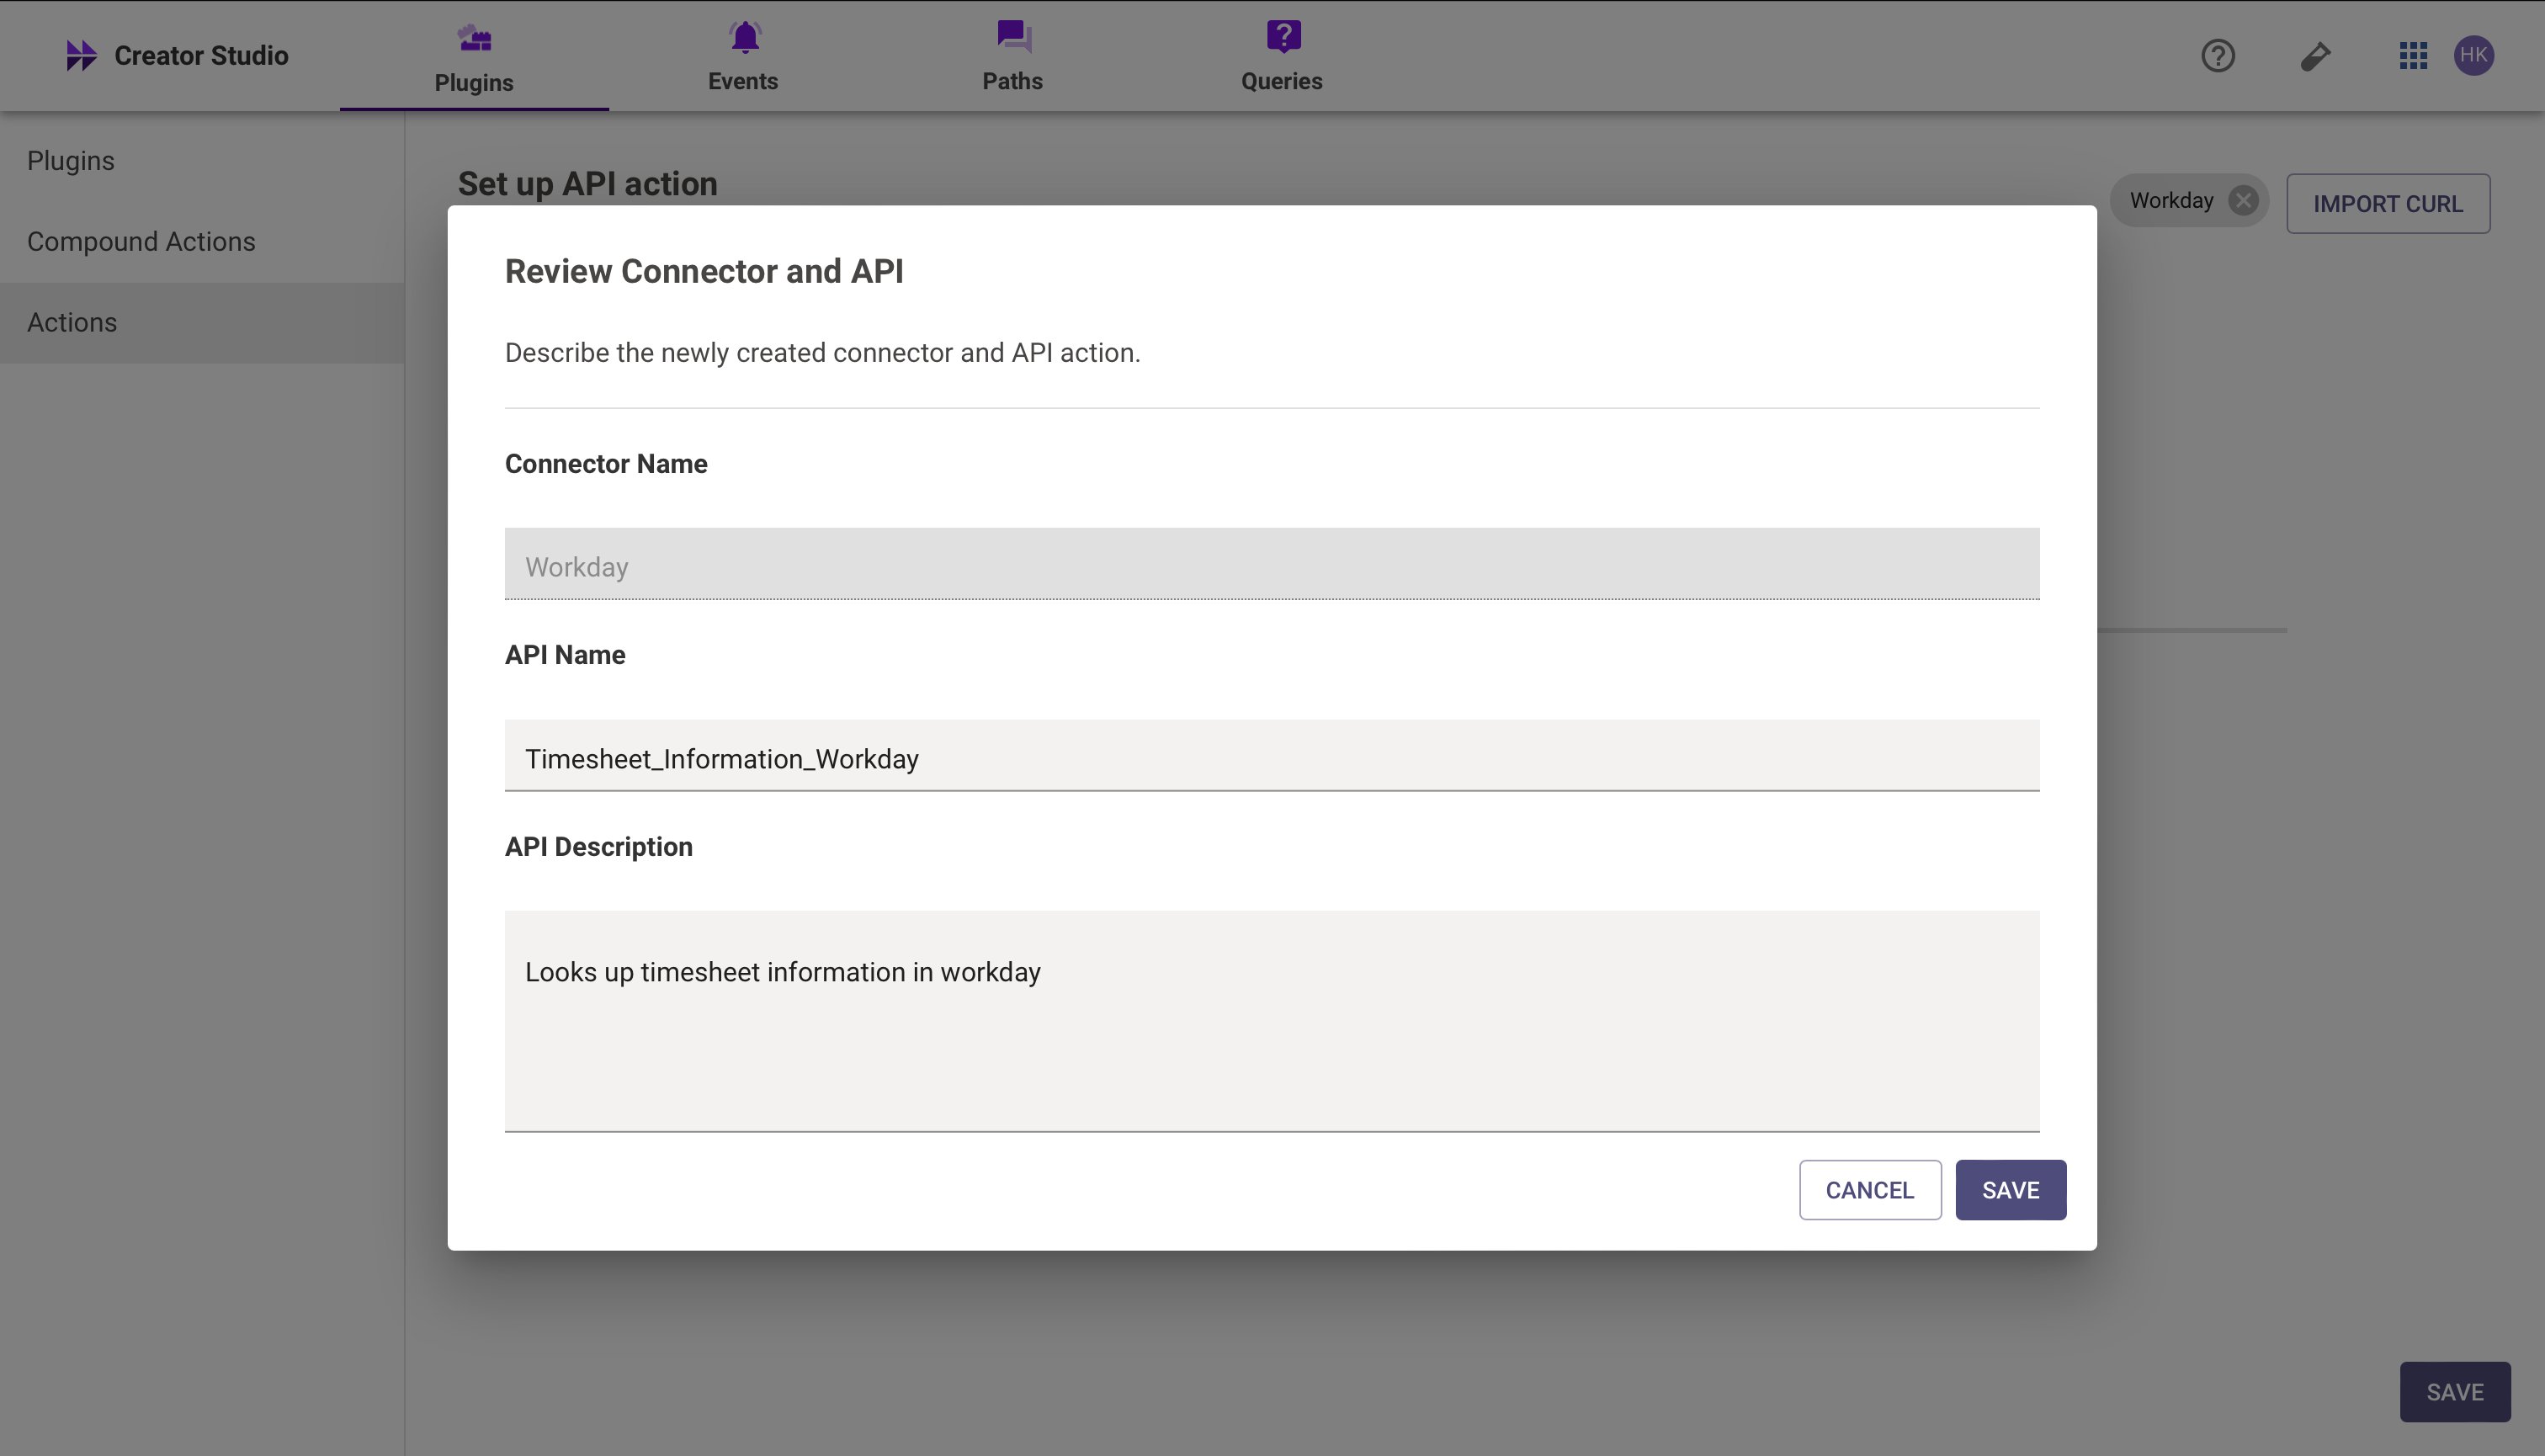 Creator Studio
Plugins
Events
Paths
Queries
HK
Plugins
Compound Actions
Actions
Set up API action
Workday
IMPORT CURL
Review Connector and API
Describe the newly created connector and API action.
Connector Name
Workday
API Name
Timesheet_Information_Workday
API Description
Looks up timesheet information in workday
CANCEL
SAVE
SAVE